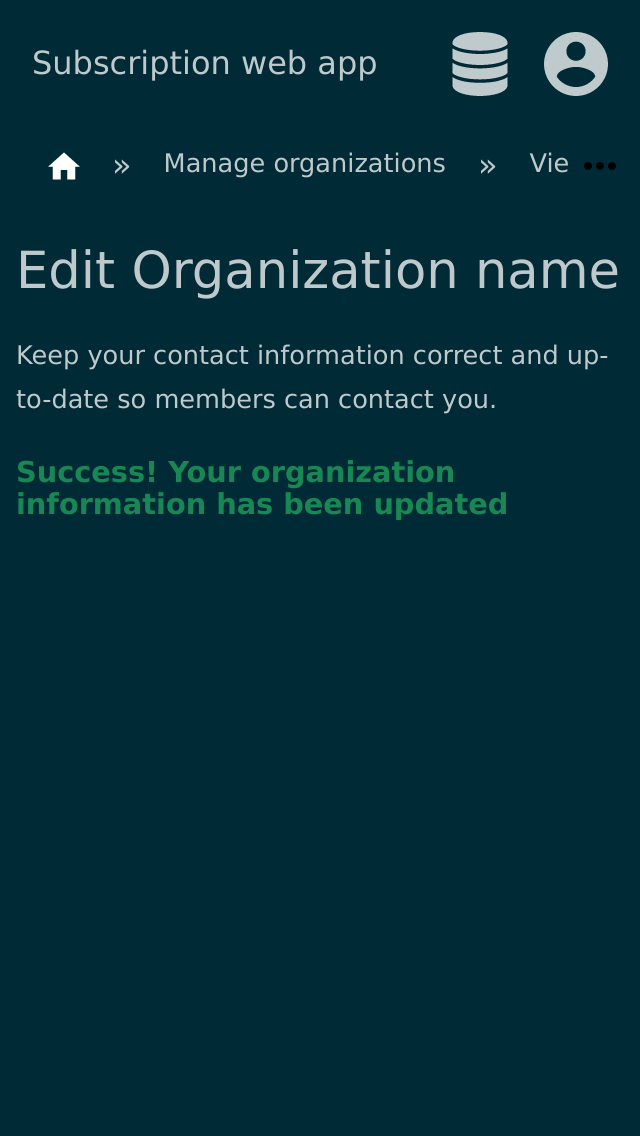 Subscription web app
» Manage organizations » Vie
Edit Organization name
Keep your contact information correct and up-
to-date so members can contact you.
Success! Your organization
information has been updated